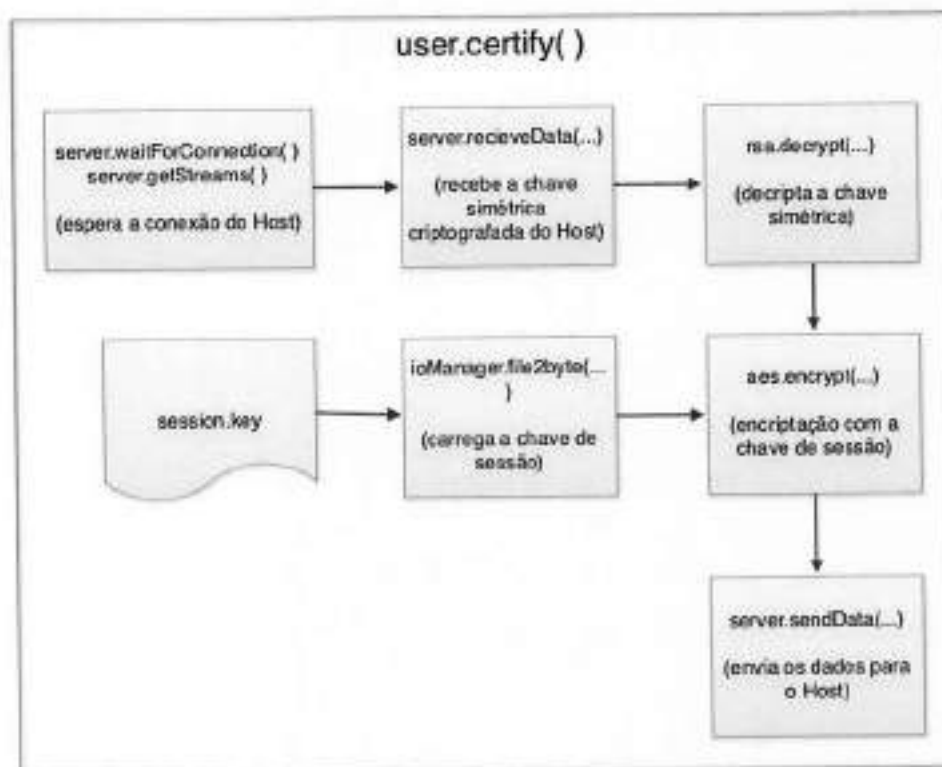 user.certify( )
server.waitForConnection( )
server.getStreams( )
(espera a conexão do Host)
server.recieveData(...)
(recebe a chave
simétrica
criptografada do Host)
rsa.decrypt(...)
(decripta a chave
simétrica)
session.key
ioManager.file2byte(...
)
(carrega a chave de
sessão)
aes.encrypt(...)
(encriptação com a
chave de sessão)
server.sendData(...)
(envia os dados para
o Host)